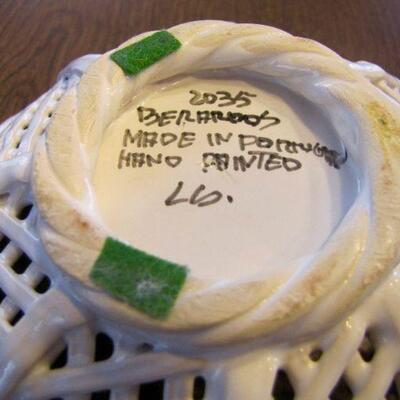 2035
BERARDOS
MADE IN PORTUGAL
HAND PAINTED
LD.